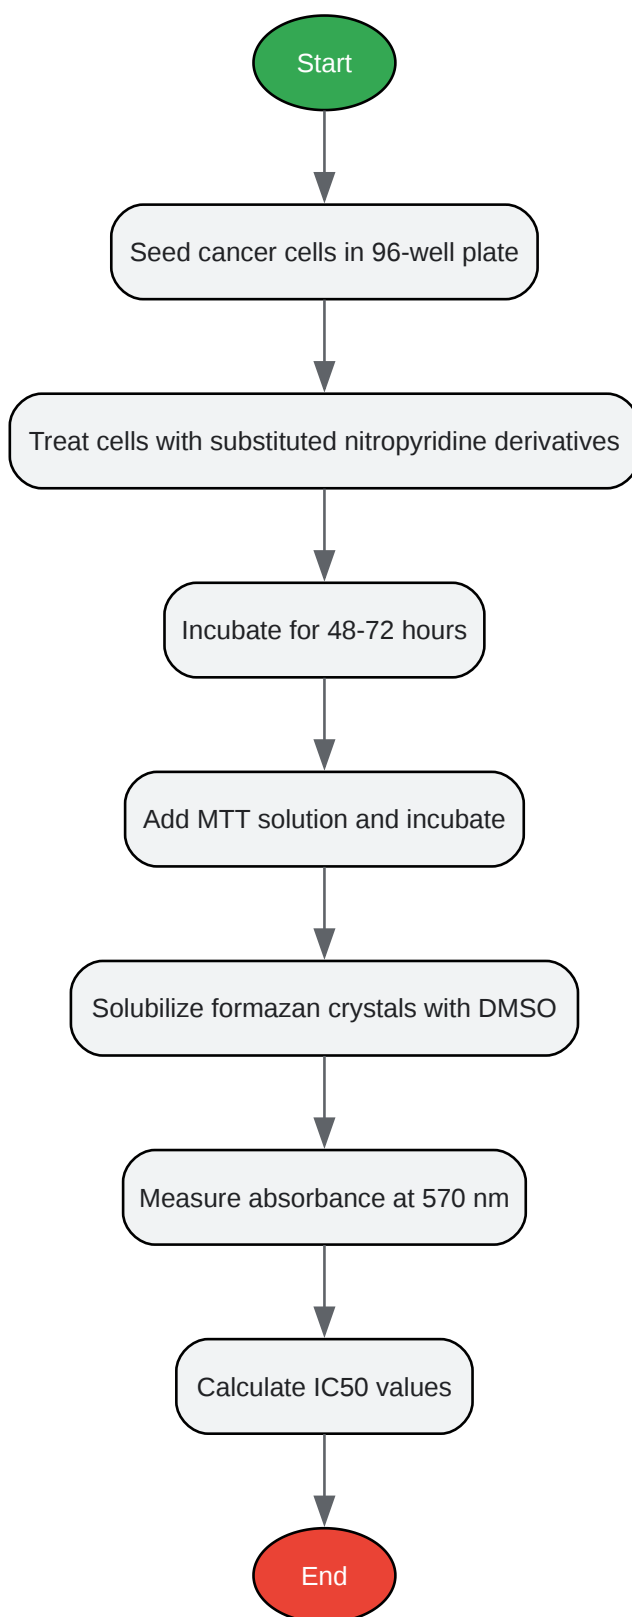 Start
Seed cancer cells in 96-well plate
Treat cells with substituted nitropyridine derivatives
Incubate for 48-72 hours
Add MTT solution and incubate
Solubilize formazan crystals with DMSO
Measure absorbance at 570 nm
Calculate IC50 values
End